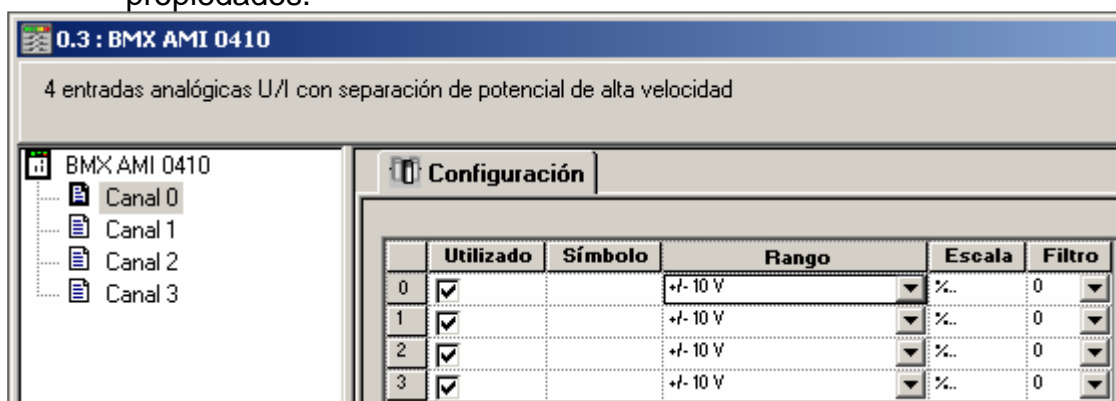 propiedades.
0.3 : BMX AMI 0410
4 entradas analógicas U/I con separación de potencial de alta velocidad
BMX AMI 0410
Canal 0
Canal 1
Canal 2
Canal 3
Configuración
Utilizado Símbolo Rango Escala Filtro
0 +/- 10 V %.. 0
1 +/- 10 V %.. 0
2 +/- 10 V %.. 0
3 +/- 10 V %.. 0